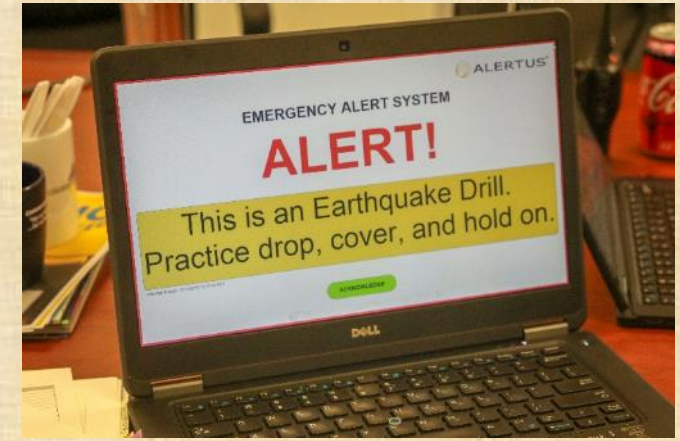 ALERTUS
EMERGENCY ALERT SYSTEM
ALERT!
This is an Earthquake Drill.
Practice drop, cover, and hold on.
ACKNOWLEDGE
DELL